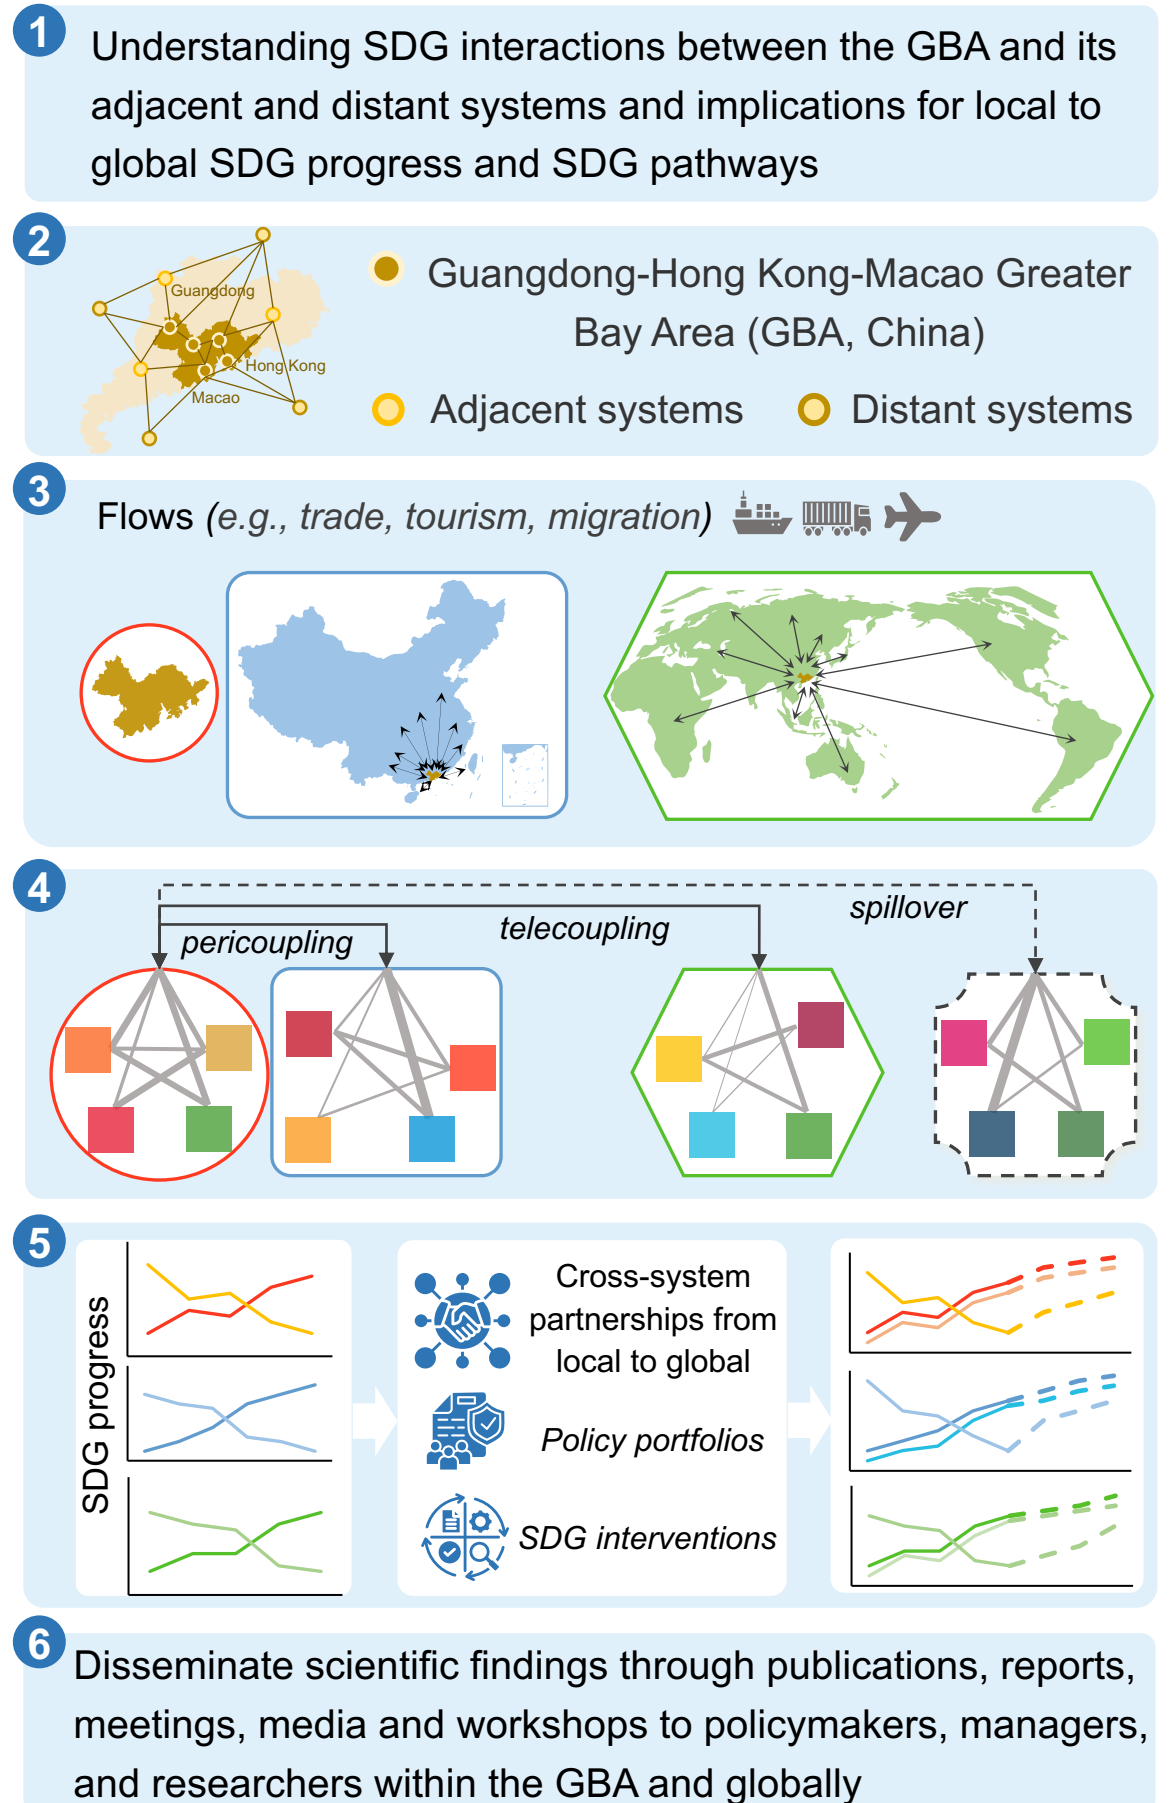 1
Understanding SDG interactions between the GBA and its
adjacent and distant systems and implications for local to
global SDG progress and SDG pathways
2
Guangdong
Hong Kong
Macao
Guangdong-Hong Kong-Macao Greater
Bay Area (GBA, China)
Adjacent systems
Distant systems
3
Flows (e.g., trade, tourism, migration)
4
spillover
telecoupling
pericoupling
5
SDG progress
Cross-system
partnerships from
local to global
Policy portfolios
SDG interventions
6
Disseminate scientific findings through publications, reports,
meetings, media and workshops to policymakers, managers,
and researchers within the GBA and globally